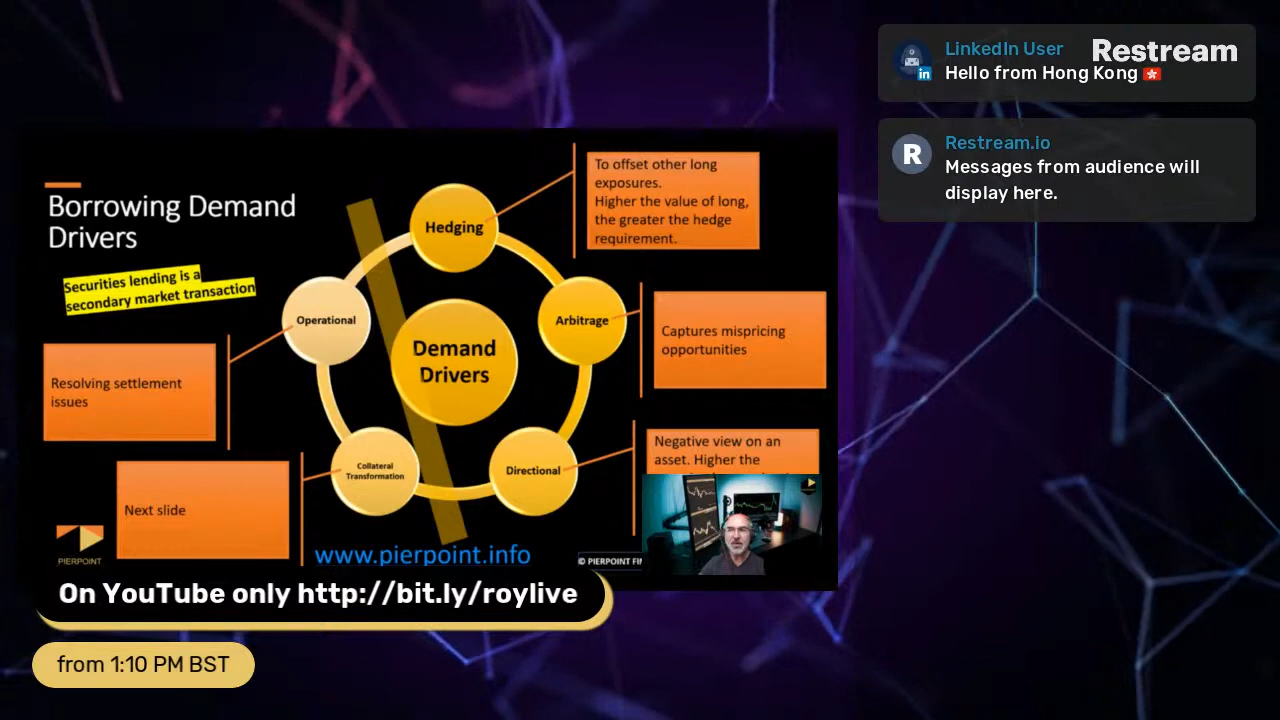 LinkedIn User
Restream
Hello from Hong Kong
R
Restream.io
Messages from audience will
display here.
Borrowing Demand
Drivers
Securities lending is a
secondary market transaction
Hedging
To offset other long
exposures.
Higher the value of long,
the greater the hedge
requirement.
Operational
Arbitrage
Captures mispricing
opportunities
Demand
Drivers
Resolving settlement
issues
Collateral
Transformation
Directional
Negative view on an
asset. Higher the
Next slide
PIERPOINT
www.pierpoint.info
© PIERPOINT
On YouTube only http://bit.ly/roylive
from 1:10 PM BST